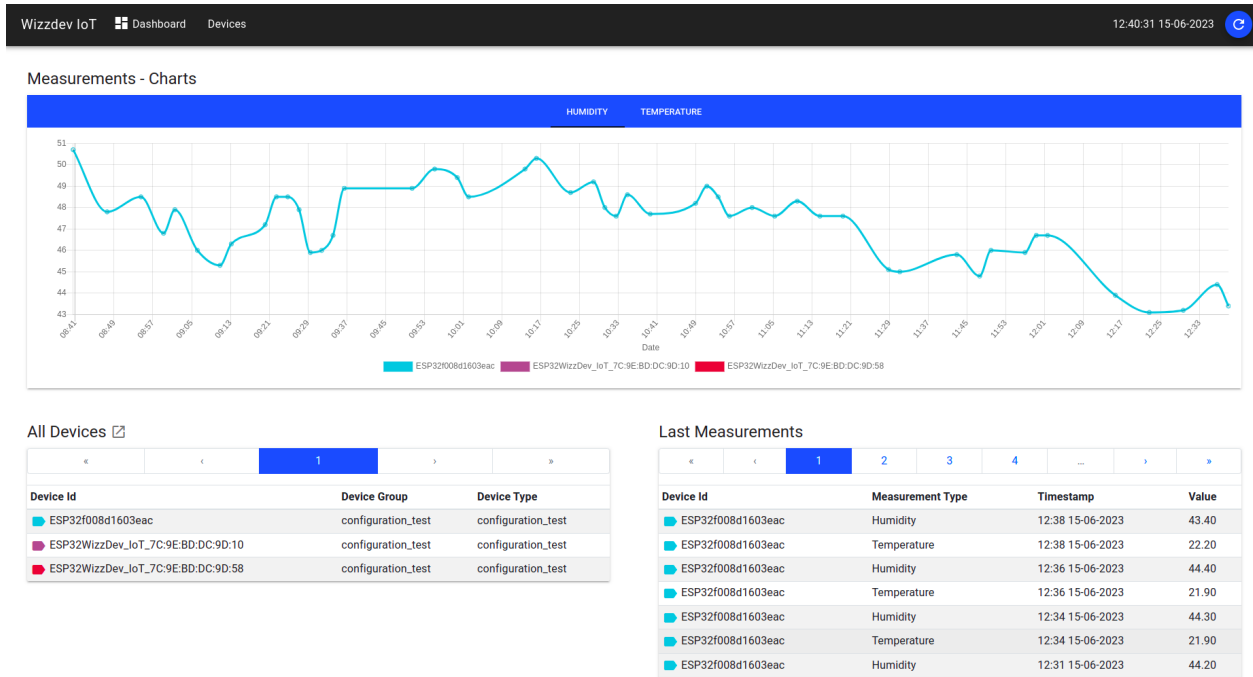 Wizzdev IoT Dashboard Devices 12:40:31 15-06-2023
Measurements - Charts
HUMIDITY TEMPERATURE
51
50
49
48
47
46
45
44
43
08:41 08:49 08:57 09:05 09:13 09:21 09:29 09:37 09:45 09:53 10:01 10:09 10:17 10:25 10:33 10:41 10:49 10:57 11:05 11:13 11:21 11:29 11:37 11:45 11:53 12:01 12:09 12:17 12:25 12:33
Date
ESP32f008d1603eac ESP32WizzDev_IoT_7C:9E:BD:DC:9D:10 ESP32WizzDev_IoT_7C:9E:BD:DC:9D:58
All Devices
« ‹ 1 › »
Device Id Device Group Device Type
ESP32f008d1603eac configuration_test configuration_test
ESP32WizzDev_IoT_7C:9E:BD:DC:9D:10 configuration_test configuration_test
ESP32WizzDev_IoT_7C:9E:BD:DC:9D:58 configuration_test configuration_test
Last Measurements
« ‹ 1 2 3 4 ... › »
Device Id Measurement Type Timestamp Value
ESP32f008d1603eac Humidity 12:38 15-06-2023 43.40
ESP32f008d1603eac Temperature 12:38 15-06-2023 22.20
ESP32f008d1603eac Humidity 12:36 15-06-2023 44.40
ESP32f008d1603eac Temperature 12:36 15-06-2023 21.90
ESP32f008d1603eac Humidity 12:34 15-06-2023 44.30
ESP32f008d1603eac Temperature 12:34 15-06-2023 21.90
ESP32f008d1603eac Humidity 12:31 15-06-2023 44.20